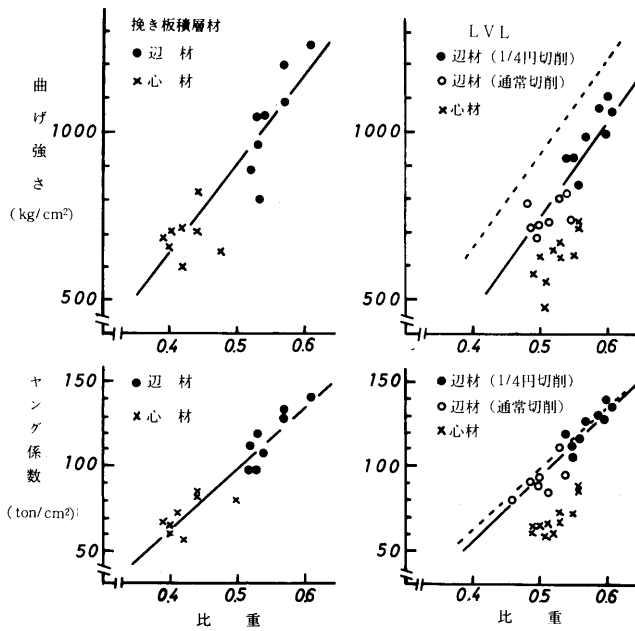 挽き板積層材
● 辺 材
× 心 材
曲げ強さ
(kg/cm²)
1000
500
0.4 0.5 0.6
LVL
● 辺材 (1/4円切削)
○ 辺材 (通常切削)
× 心材
1000
500
0.4 0.5 0.6
● 辺 材
× 心 材
ヤング係数
(ton/cm²)
150
100
50
0.4 0.5 0.6
比 重
● 辺材 (1/4円切削)
○ 辺材 (通常切削)
× 心材
150
100
50
0.4 0.5 0.6
比 重